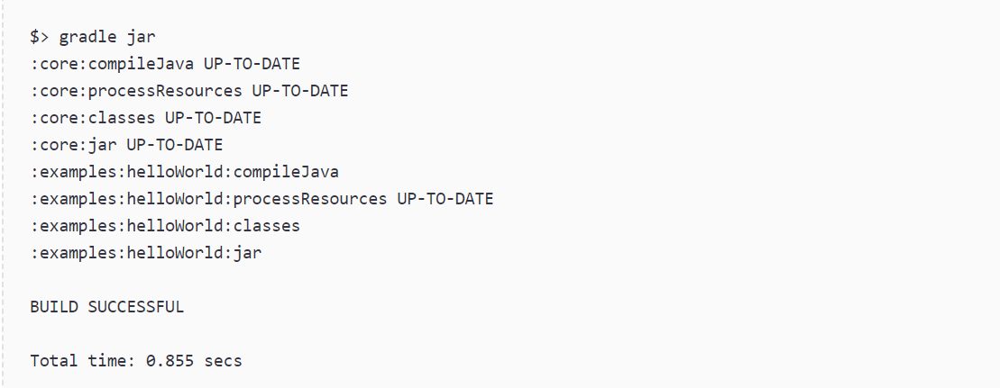 $> gradle jar
:core:compileJava UP-TO-DATE
:core:processResources UP-TO-DATE
:core:classes UP-TO-DATE
:core:jar UP-TO-DATE
:examples:helloWorld:compileJava
:examples:helloWorld:processResources UP-TO-DATE
:examples:helloWorld:classes
:examples:helloWorld:jar
BUILD SUCCESSFUL
Total time: 0.855 secs